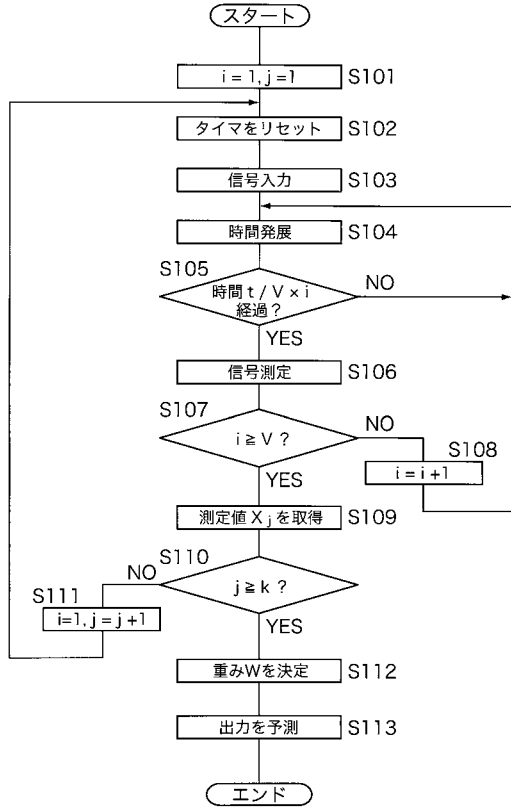 スタート
i = 1, j=1 S101
タイマをリセット S102
信号入力 S103
時間発展 S104
S105
時間 t / V × i
経過？
NO
YES
信号測定 S106
S107
i ≧ V ?
NO
S108
i = i +1
YES
測定値 X j を取得 S109
S110
j ≧ k ?
NO
S111
i=1, j = j +1
YES
重みWを決定 S112
出力を予測 S113
エンド